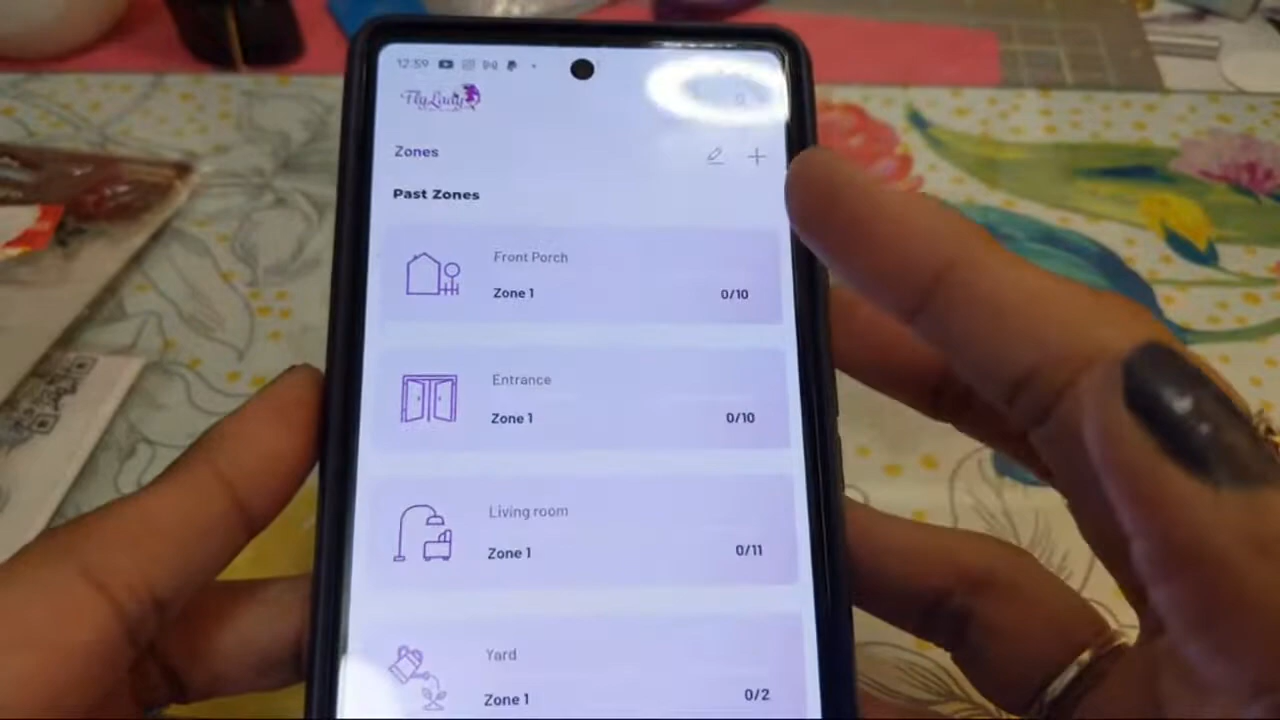 12:59
FlyLady
Zones
Past Zones
Front Porch
Zone 1
0/10
Entrance
Zone 1
0/10
Living room
Zone 1
0/11
Yard
Zone 1
0/2